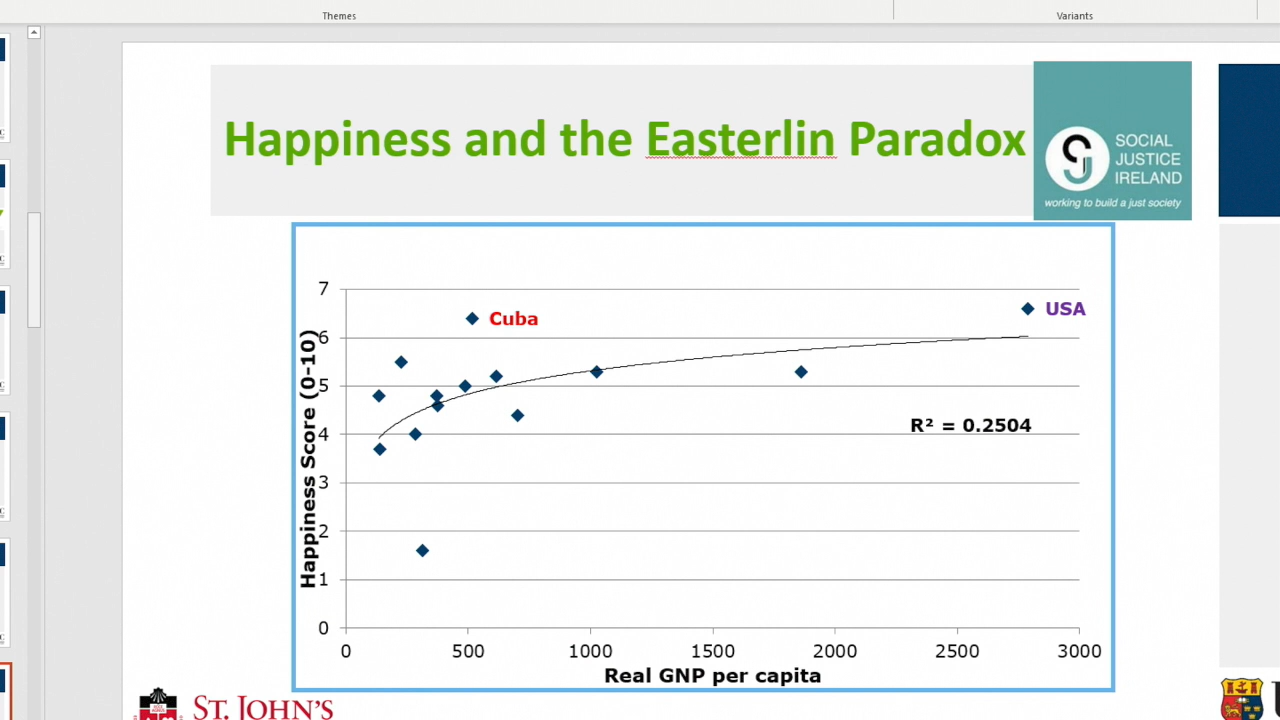 Themes
Variants
Happiness and the Easterlin Paradox
SOCIAL
JUSTICE
IRELAND
working to build a just society
7
6
5
4
3
2
1
0
Happiness Score (0-10)
Cuba
USA
R² = 0.2504
0 500 1000 1500 2000 2500 3000
Real GNP per capita
ST. JOHN'S